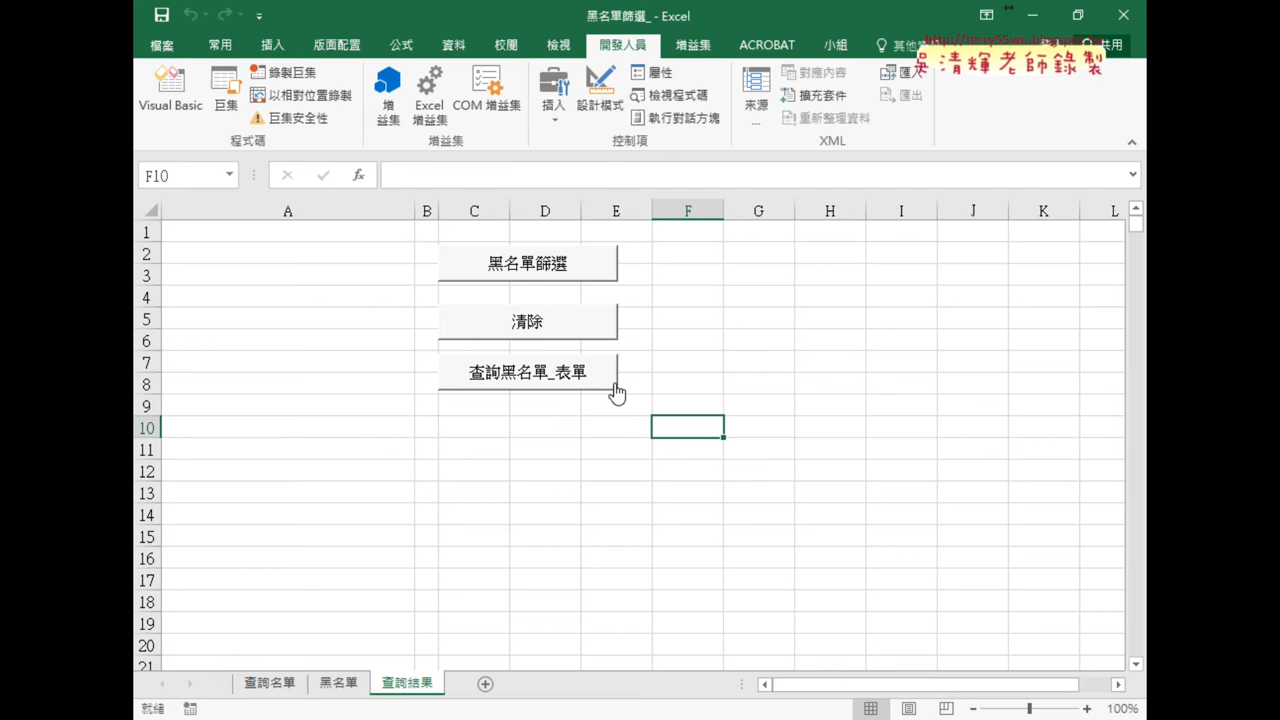 黑名單篩選_ - Excel
檔案 常用 插入 頁面配置 公式 資料 校閱 檢視 開發人員 增益集 ACROBAT 小組 其他 共用
吳清輝老師錄製
Visual Basic 巨集 錄製巨集 以相對位置錄製 巨集安全性
增益集 Excel 增益集 COM 增益集
插入 設計模式 屬性 檢視程式碼 執行對話方塊
來源... 對應內容 擴充套件 重新整理資料 匯出
程式碼 增益集 控制項 XML
F10 fx
A B C D E F G H I J K L
1
2
3
黑名單篩選
4
5
6
清除
7
8
查詢黑名單_表單
9
10
11
12
13
14
15
16
17
18
19
20
21
查詢名單 黑名單 查詢結果
就緒 100%